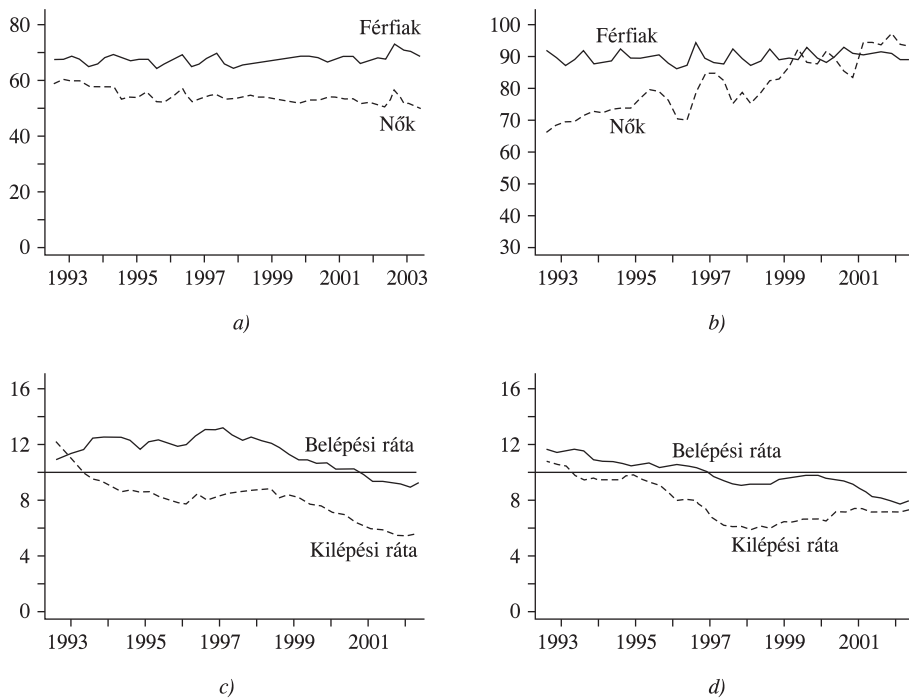 80
60
40
20
0
Férfiak
Nők
1993 1995 1997 1999 2001 2003
a)
100
90
80
70
60
50
40
30
Férfiak
Nők
1993 1995 1997 1999 2001
b)
16
12
8
4
0
Belépési ráta
Kilépési ráta
1993 1995 1997 1999 2001
c)
16
12
8
4
0
Belépési ráta
Kilépési ráta
1993 1995 1997 1999 2001
d)